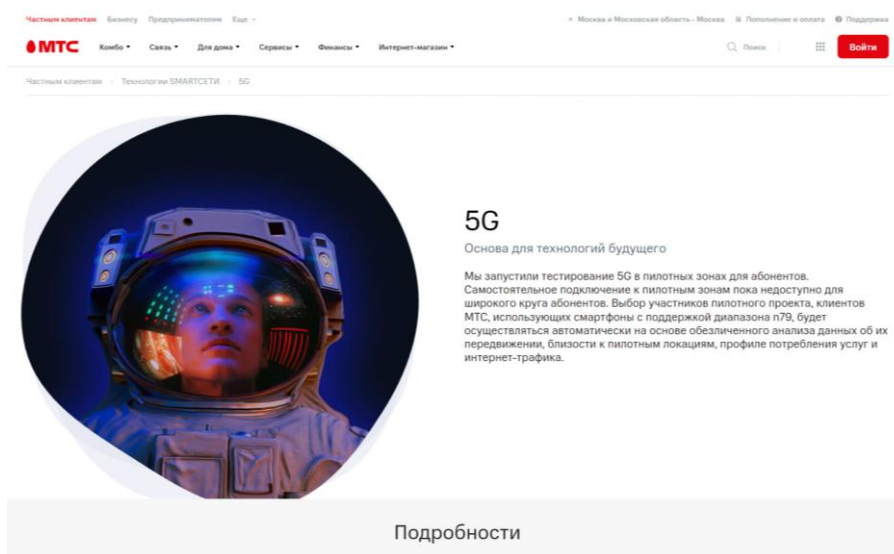 Частным клиентам Бизнесу Предпринимателям Еще
Москва и Московская область - Москва Пополнение и оплата Поддержка
МТС Комбо Связь Для дома Сервисы Финансы Интернет-магазин Поиск Войти
Частным клиентам Технологии SMARTСЕТИ 5G
5G
Основа для технологий будущего
Мы запустили тестирование 5G в пилотных зонах для абонентов.
Самостоятельное подключение к пилотным зонам пока недоступно для
широкого круга абонентов. Выбор участников пилотного проекта, клиентов
МТС, использующих смартфоны с поддержкой диапазона n79, будет
осуществляться автоматически на основе обезличенного анализа данных об их
передвижении, близости к пилотным локациям, профиле потребления услуг и
интернет-трафика.
Подробности